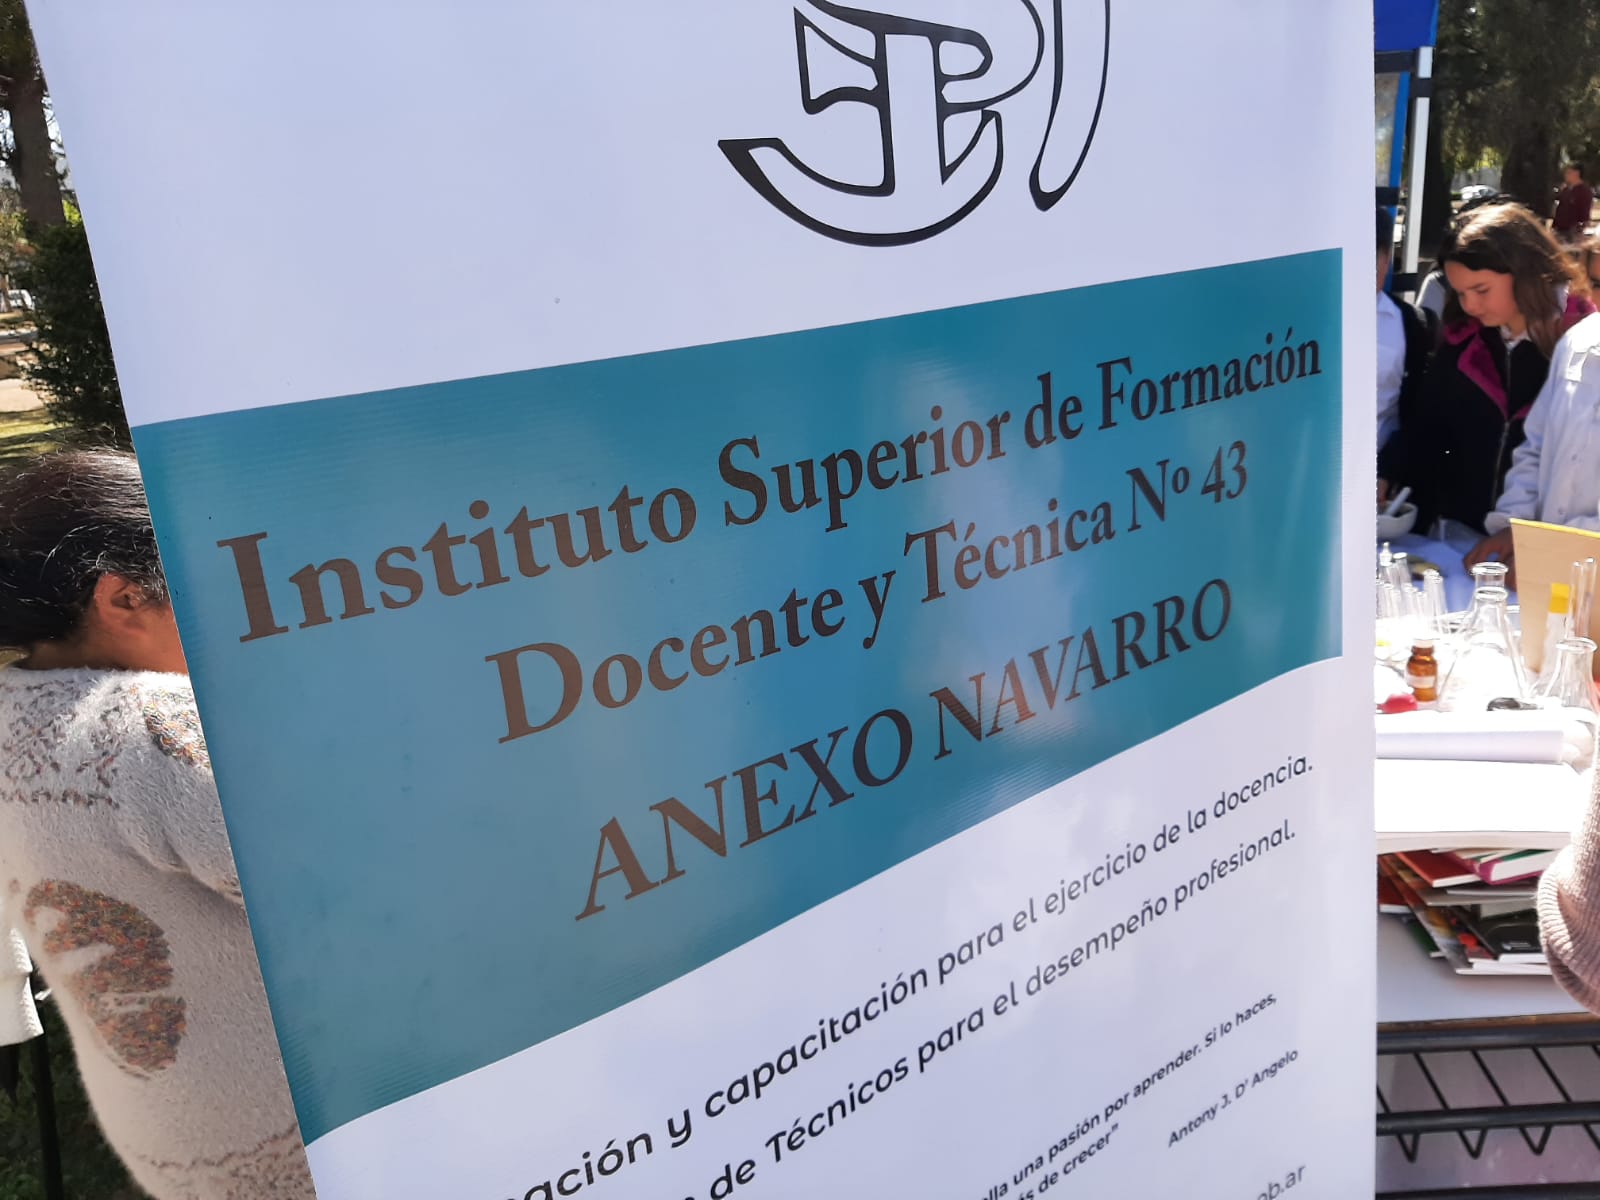 Instituto Superior de Formación
Docente y Técnica Nº 43
ANEXO NAVARRO
y capacitación para el ejercicio de la docencia.
de Técnicos para el desempeño profesional.
una pasión por aprender. Si lo haces,
de crecer"
Antony J. D' Angelo